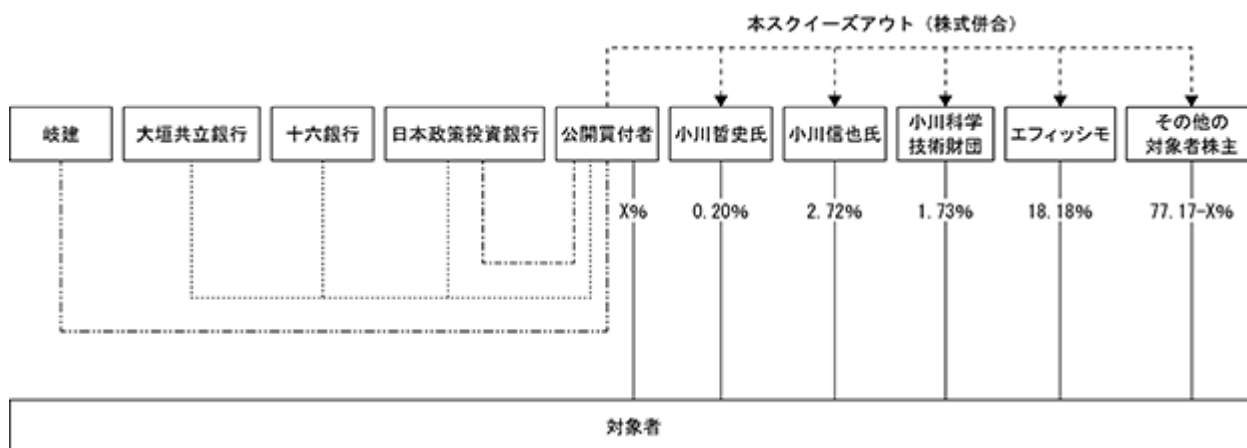 本スクイーズアウト（株式併合）
岐建
大垣共立銀行
十六銀行
日本政策投資銀行
公開買付者
小川哲史氏
小川信也氏
小川科学
技術財団
エフィッシモ
その他の
対象者株主
X%
0.20%
2.72%
1.73%
18.18%
77.17-X%
対象者